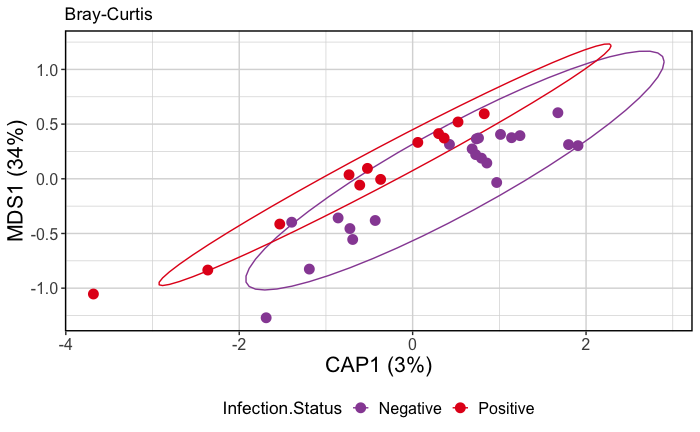 Bray-Curtis
MDS1 (34%)
1.0
0.5
0.0
-0.5
-1.0
-4 -2 0 2
CAP1 (3%)
Infection.Status Negative Positive